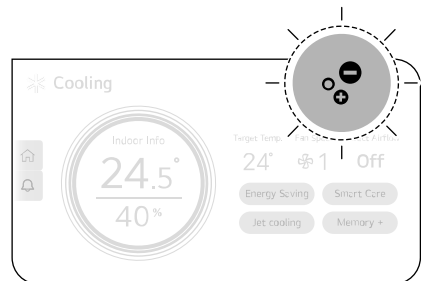 Cooling
Indoor Info
24.5°
40%
Target Temp.
24° 1 Off
Energy Saving Smart Care
Jet cooling Memory +